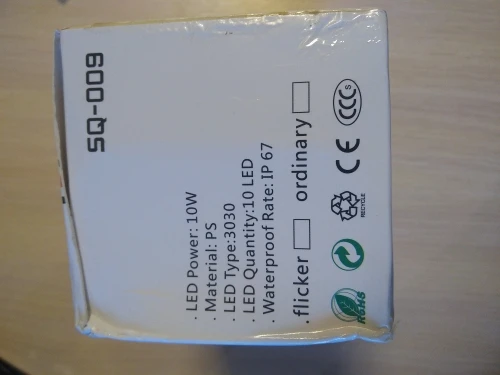 SQ-009
. LED Power: 10W
. Material: PS
. LED Type:3030
. LED Quantity:10 LED
. Waterproof Rate: IP 67
. flicker ordinary
RoHS
RECYCLE
CE
CCC S